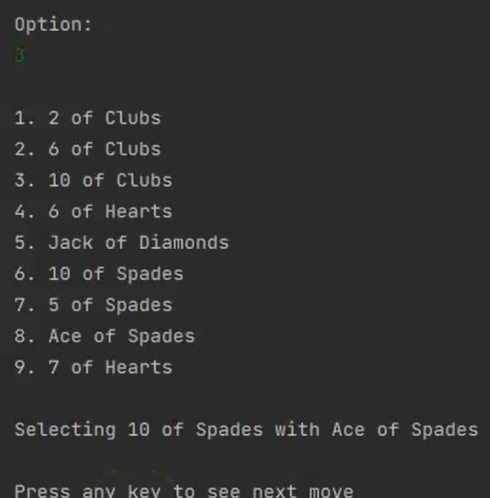 Option:
3
1. 2 of Clubs
2. 6 of Clubs
3. 10 of Clubs
4. 6 of Hearts
5. Jack of Diamonds
6. 10 of Spades
7. 5 of Spades
8. Ace of Spades
9. 7 of Hearts
Selecting 10 of Spades with Ace of Spades
Press any key to see next move